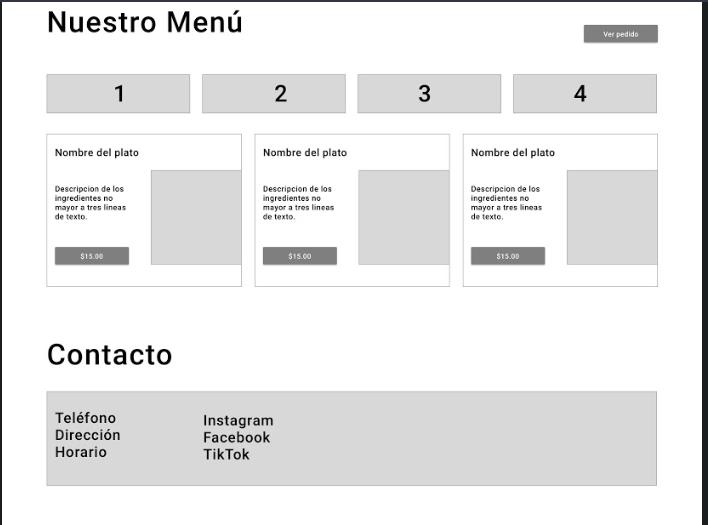 Nuestro Menú
Ver pedido
1
2
3
4
Nombre del plato
Descripcion de los
ingredientes no
mayor a tres lineas
de texto.
$15.00
Nombre del plato
Descripcion de los
ingredientes no
mayor a tres lineas
de texto.
$15.00
Nombre del plato
Descripcion de los
ingredientes no
mayor a tres lineas
de texto.
$15.00
Contacto
Teléfono
Dirección
Horario
Instagram
Facebook
TikTok